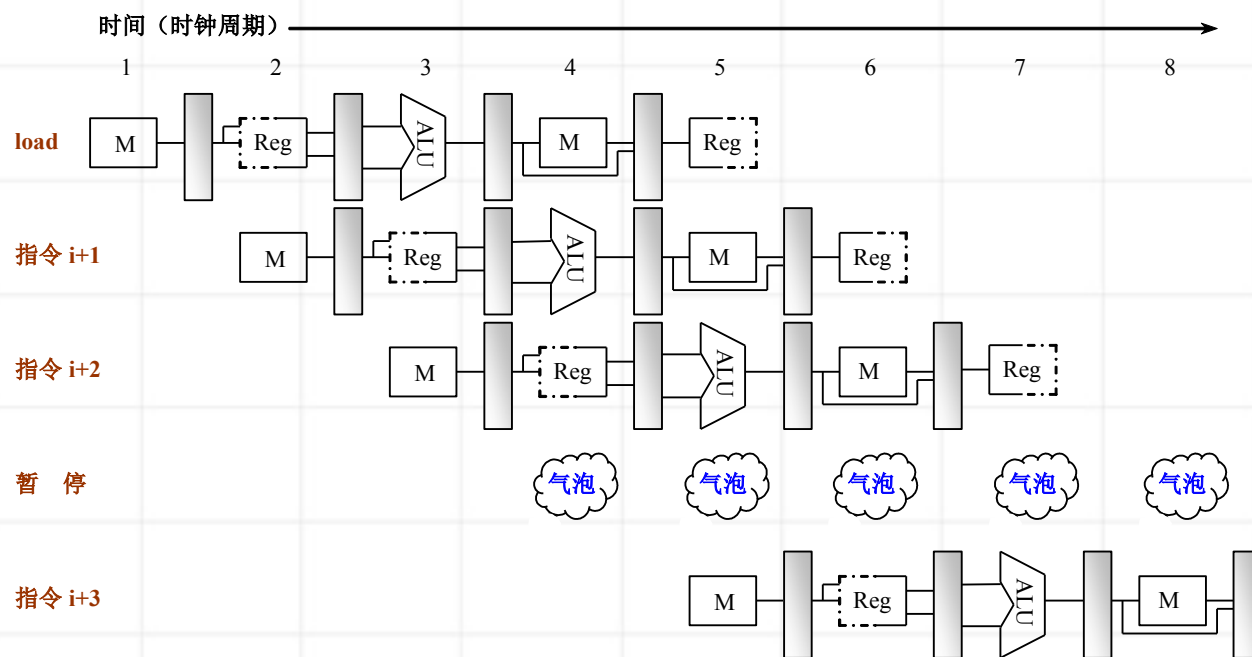 时间（时钟周期）
1 2 3 4 5 6 7 8
load M Reg ALU M Reg
指令 i+1 M Reg ALU M Reg
指令 i+2 M Reg ALU M Reg
暂 停 气泡 气泡 气泡 气泡 气泡
指令 i+3 M Reg ALU M